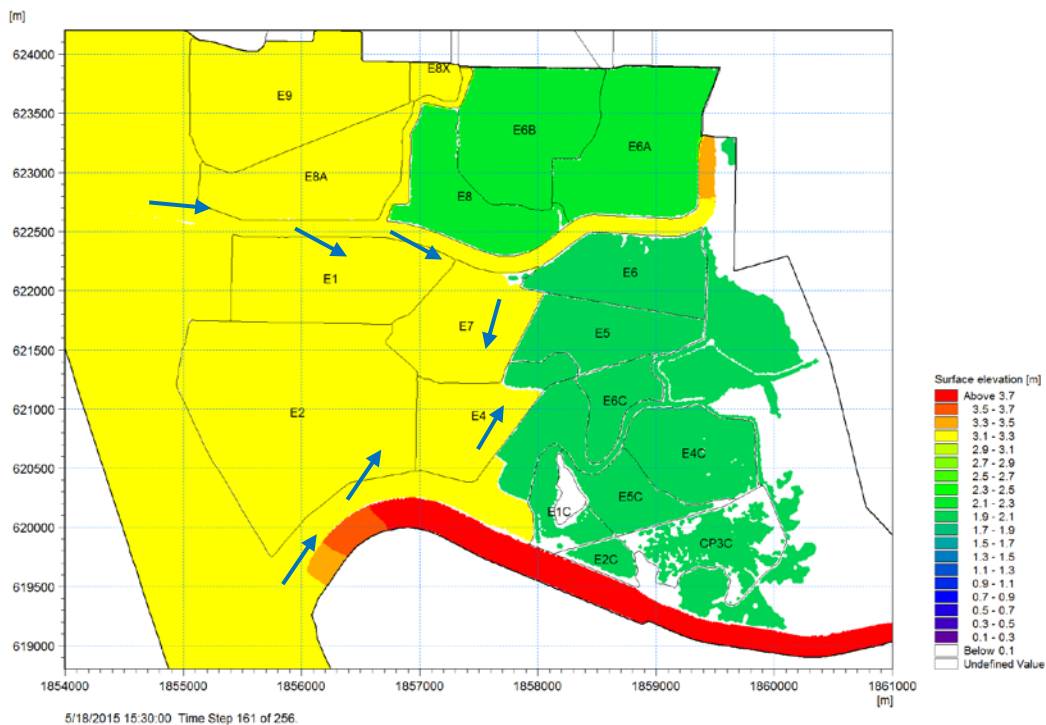 [m]
624000
623500
623000
622500
622000
621500
621000
620500
620000
619500
619000
E9
E8X
E6B
E6A
E8A
E8
E1
E6
E7
E5
E2
E4
E6C
E4C
E1C
E5C
E2C
CP3C
Surface elevation [m]
Above 3.7
3.5 - 3.7
3.3 - 3.5
3.1 - 3.3
2.9 - 3.1
2.7 - 2.9
2.5 - 2.7
2.3 - 2.5
2.1 - 2.3
1.9 - 2.1
1.7 - 1.9
1.5 - 1.7
1.3 - 1.5
1.1 - 1.3
0.9 - 1.1
0.7 - 0.9
0.5 - 0.7
0.3 - 0.5
0.1 - 0.3
Below 0.1
Undefined Value
1854000 1855000 1856000 1857000 1858000 1859000 1860000 1861000
[m]
5/18/2015 15:30:00 Time Step 161 of 256.